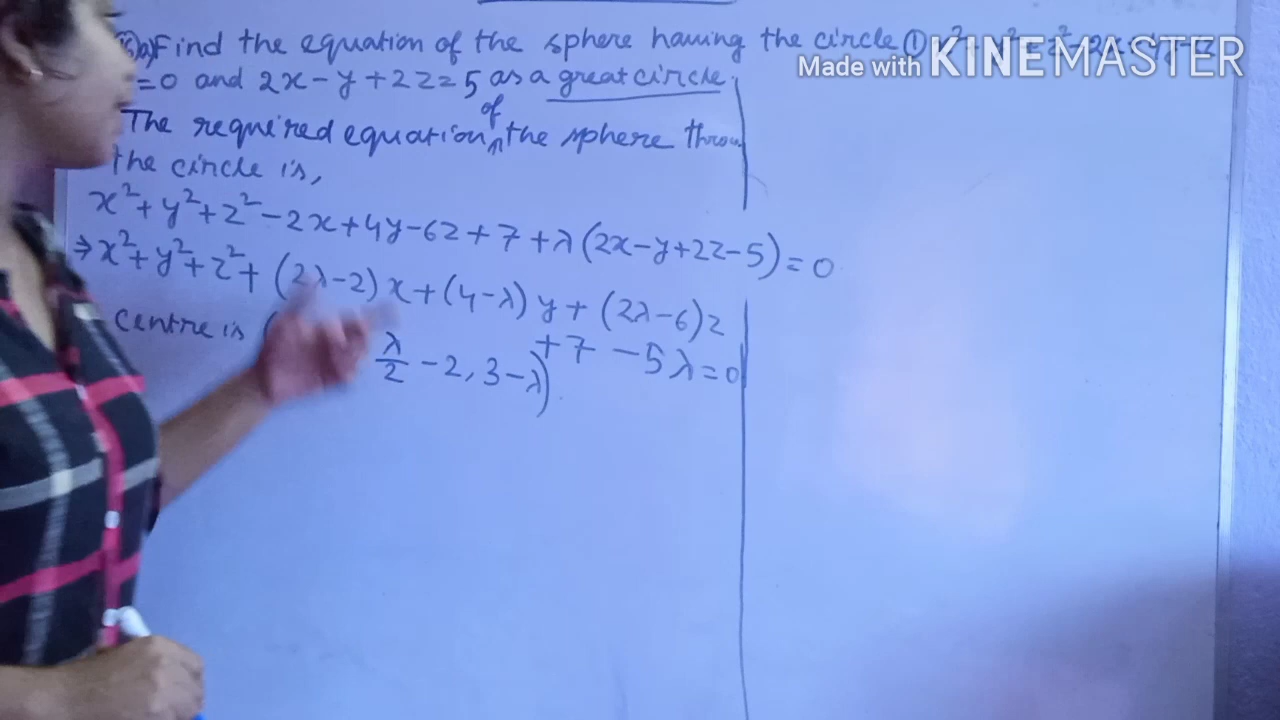 a) Find the equation of the sphere having the circle ①
Made with KINEMASTER
=0 and 2x-y+2z=5 as a great circle
The required equation of the sphere throu
the circle is,
x²+y²+z²-2x+4y-6z+7+λ(2x-y+2z-5)=0
⇒x²+y²+z²+(2λ-2)x+(4-λ)y+(2λ-6)z
+7-5λ=0
centre is (
λ/2-2, 3-λ)